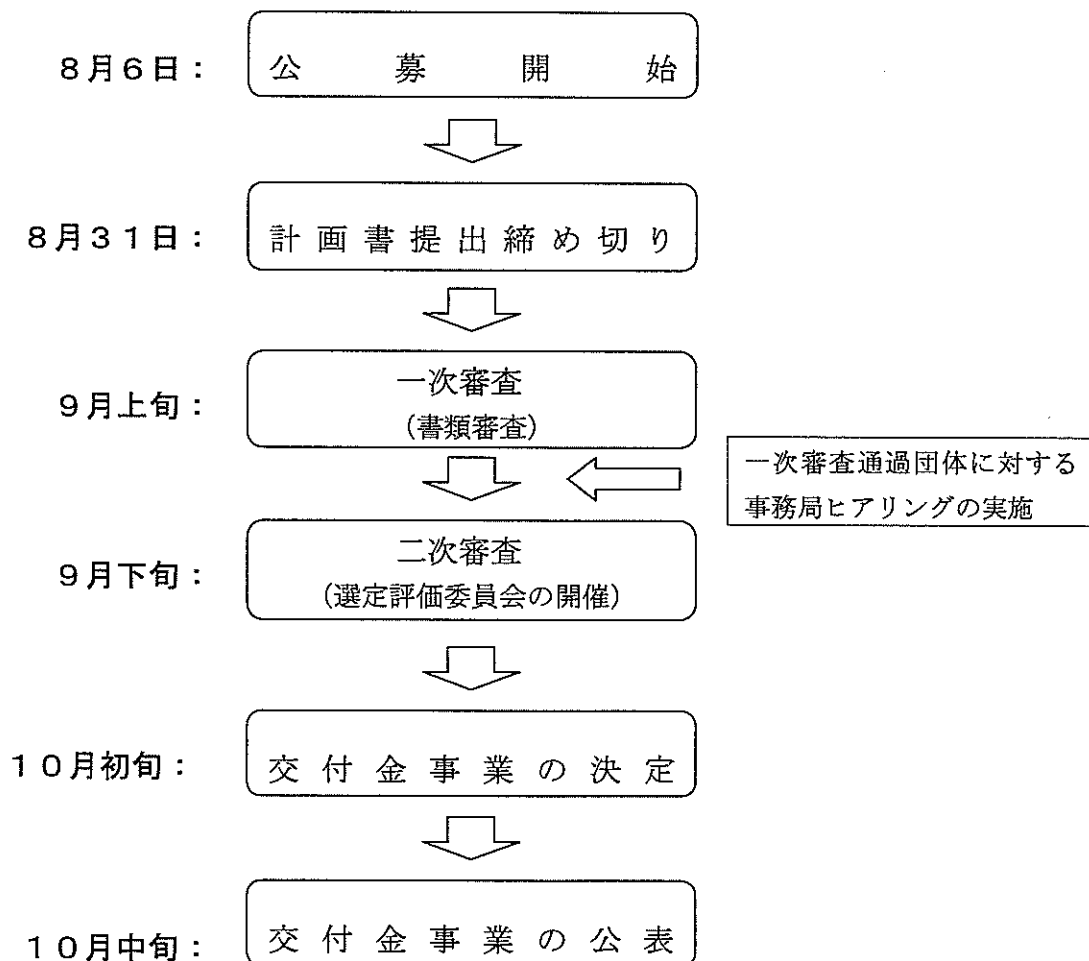 8月6日： 公募開始
8月31日： 計画書提出締め切り
9月上旬： 一次審査
（書類審査）
一次審査通過団体に対する
事務局ヒアリングの実施
9月下旬： 二次審査
（選定評価委員会の開催）
10月初旬： 交付金事業の決定
10月中旬： 交付金事業の公表